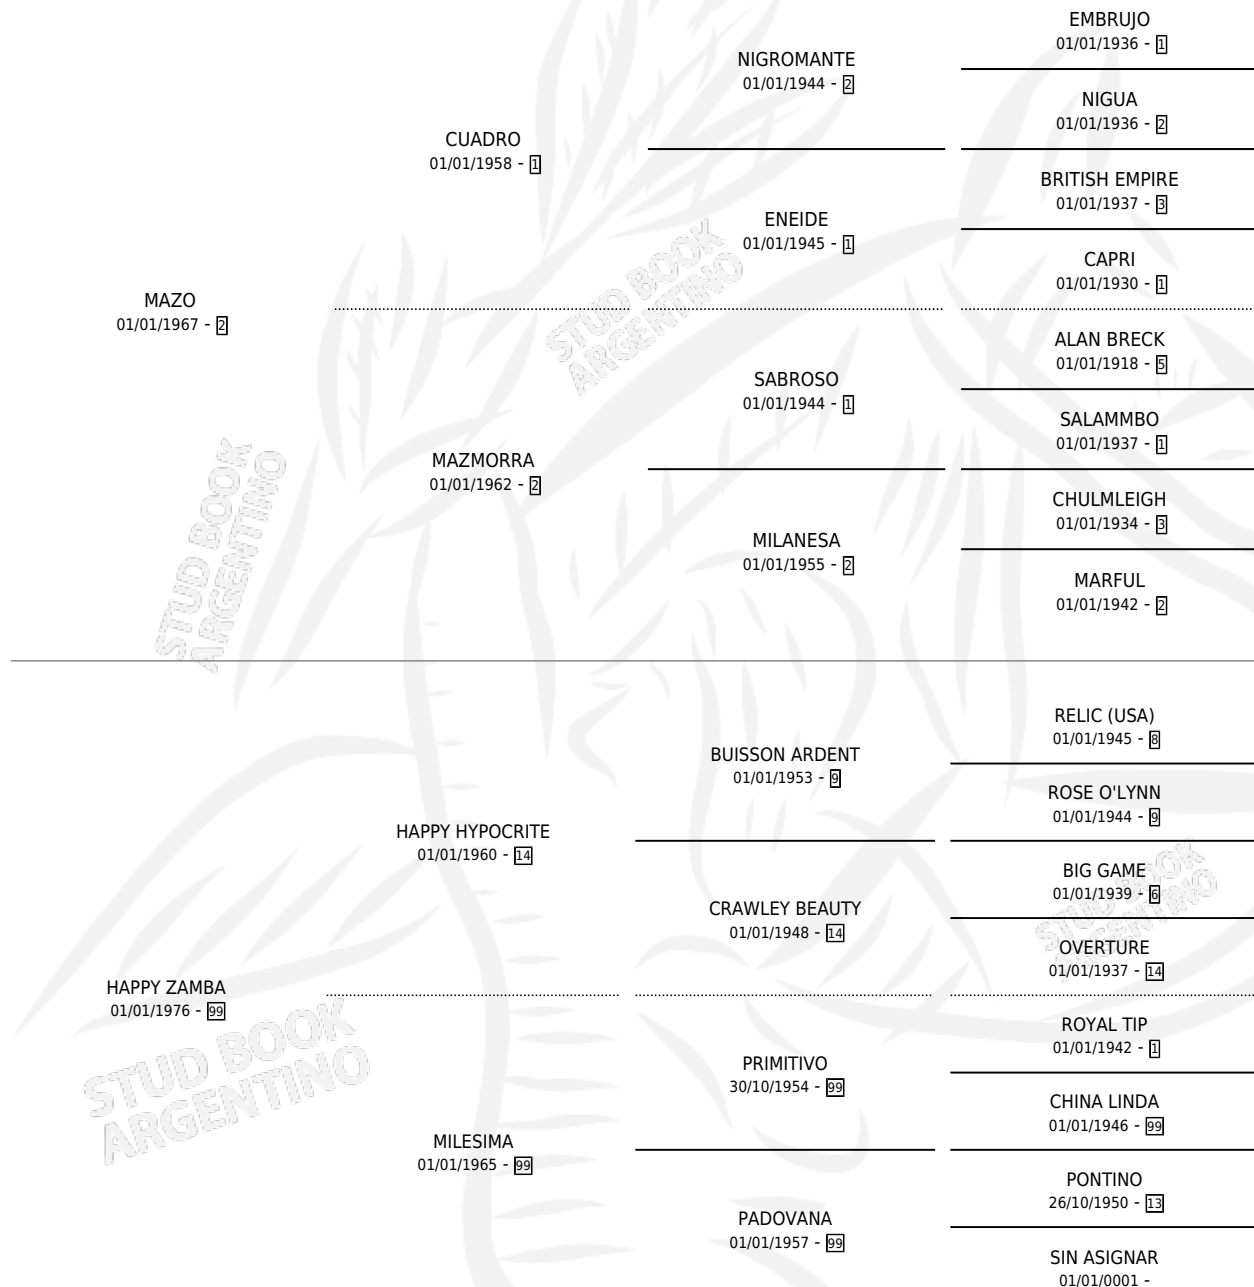 EMBRUJO
01/01/1936 - 1
NIGROMANTE
01/01/1944 - 2
NIGUA
01/01/1936 - 2
CUADRO
01/01/1958 - 1
BRITISH EMPIRE
01/01/1937 - 3
ENEIDE
01/01/1945 - 1
CAPRI
01/01/1930 - 1
MAZO
01/01/1967 - 2
ALAN BRECK
01/01/1918 - 5
SABROSO
01/01/1944 - 1
SALAMMBO
01/01/1937 - 1
MAZMORRA
01/01/1962 - 2
CHULMLEIGH
01/01/1934 - 3
MILANESA
01/01/1955 - 2
MARFUL
01/01/1942 - 2
STUD BOOK
ARGENTINO
STUD BOOK
ARGENTINO
RELIC (USA)
01/01/1945 - 8
BUISSON ARDENT
01/01/1953 - 9
ROSE O'LYNN
01/01/1944 - 9
HAPPY HYPOCRITE
01/01/1960 - 14
BIG GAME
01/01/1939 - 6
CRAWLEY BEAUTY
01/01/1948 - 14
OVERTURE
01/01/1937 - 14
HAPPY ZAMBA
01/01/1976 - 99
ROYAL TIP
01/01/1942 - 1
PRIMITIVO
30/10/1954 - 99
CHINA LINDA
01/01/1946 - 99
MILESIMA
01/01/1965 - 99
PONTINO
26/10/1950 - 13
PADOVANA
01/01/1957 - 99
SIN ASIGNAR
01/01/0001 -
STUD BOOK
ARGENTINO
STUD BOOK
ARGENTINO